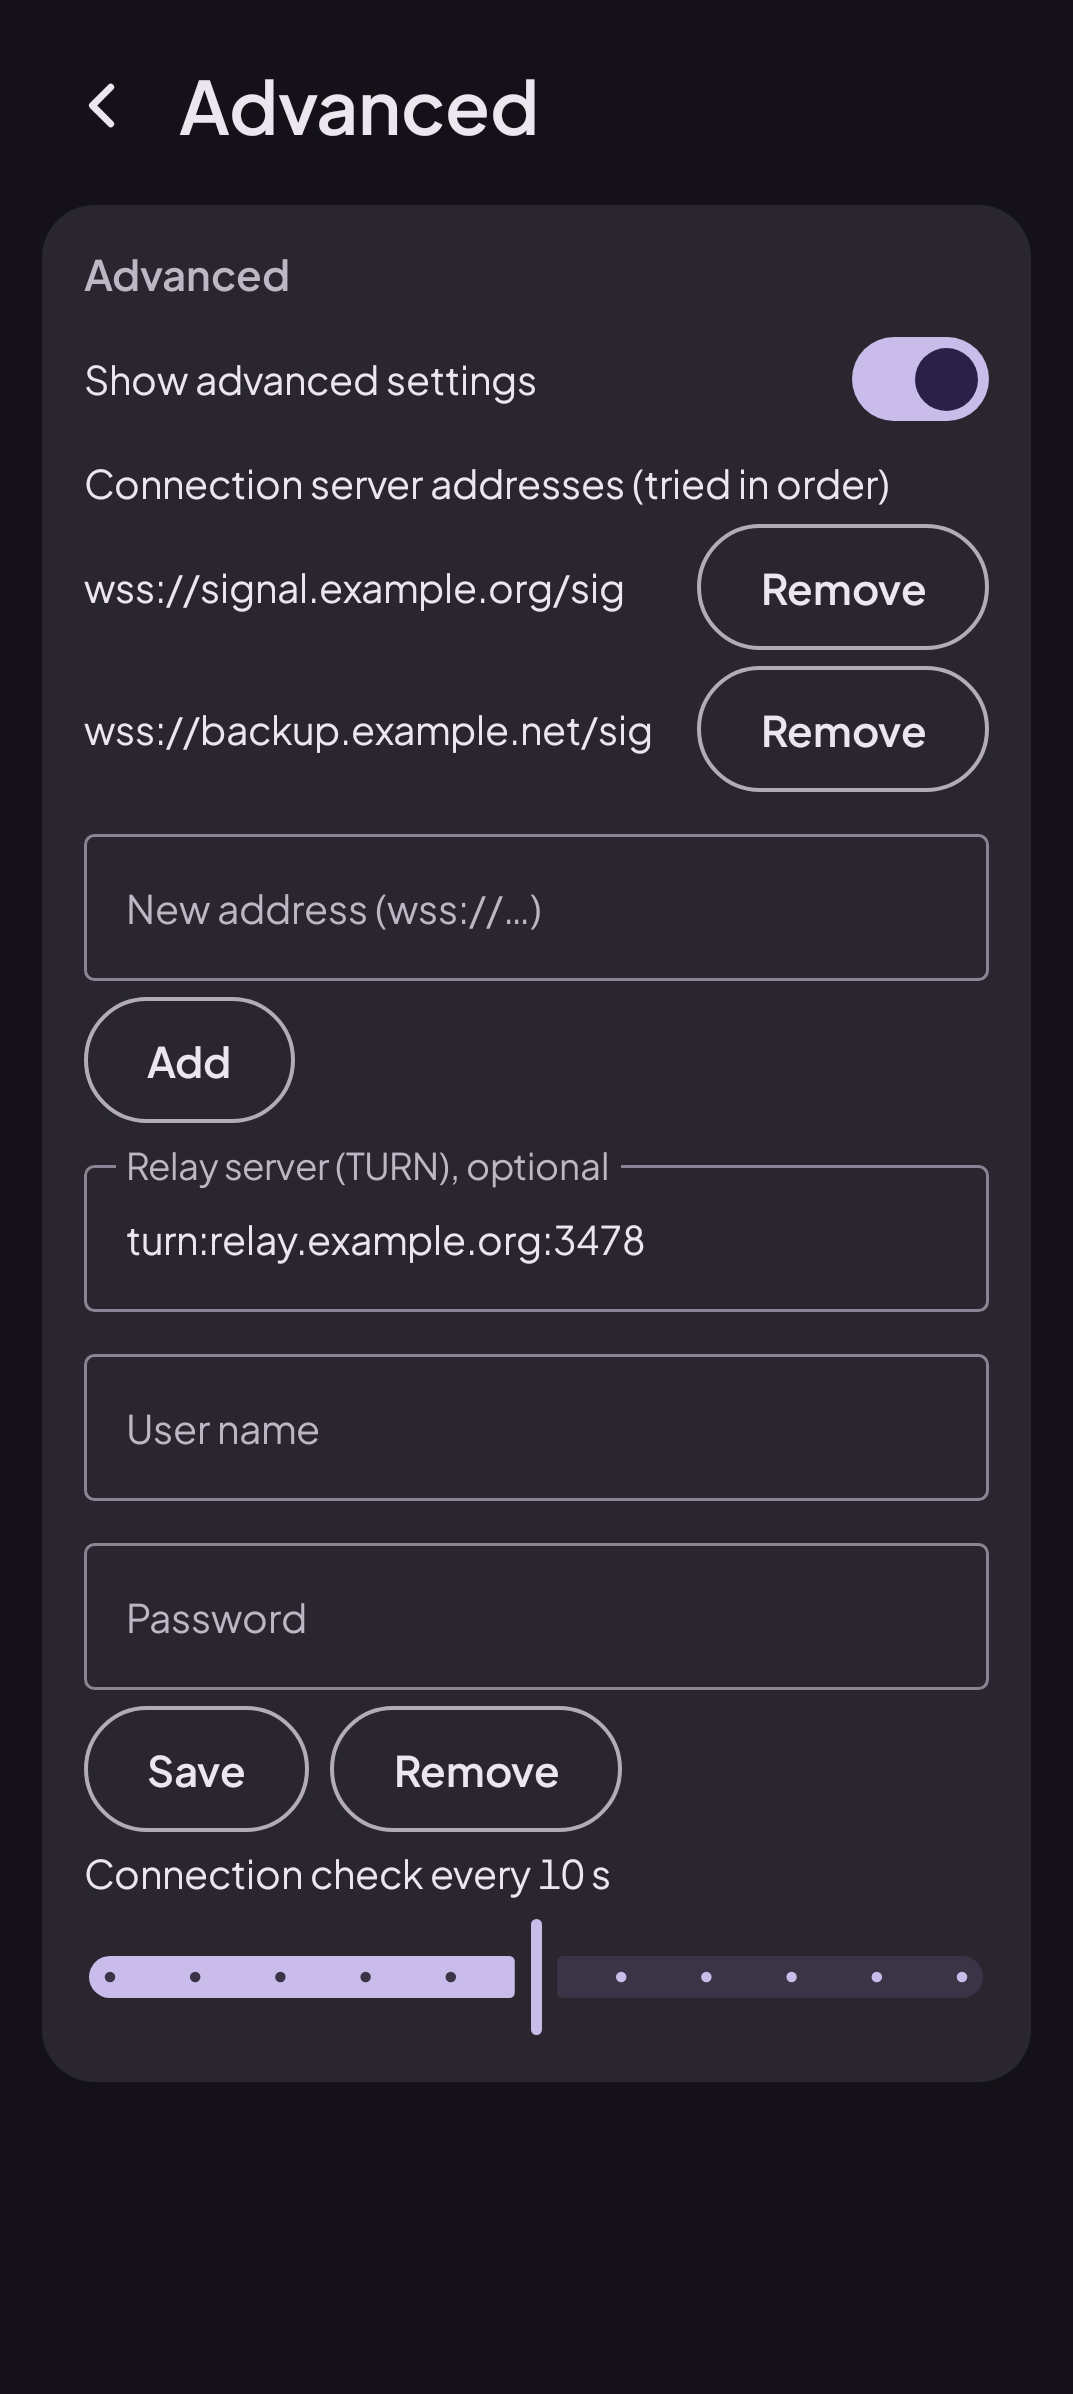 Advanced
Advanced
Show advanced settings
Connection server addresses (tried in order)
wss://signal.example.org/sig
Remove
wss://backup.example.net/sig
Remove
New address (wss://…)
Add
Relay server (TURN), optional
turn:relay.example.org:3478
User name
Password
Save Remove
Connection check every 10 s